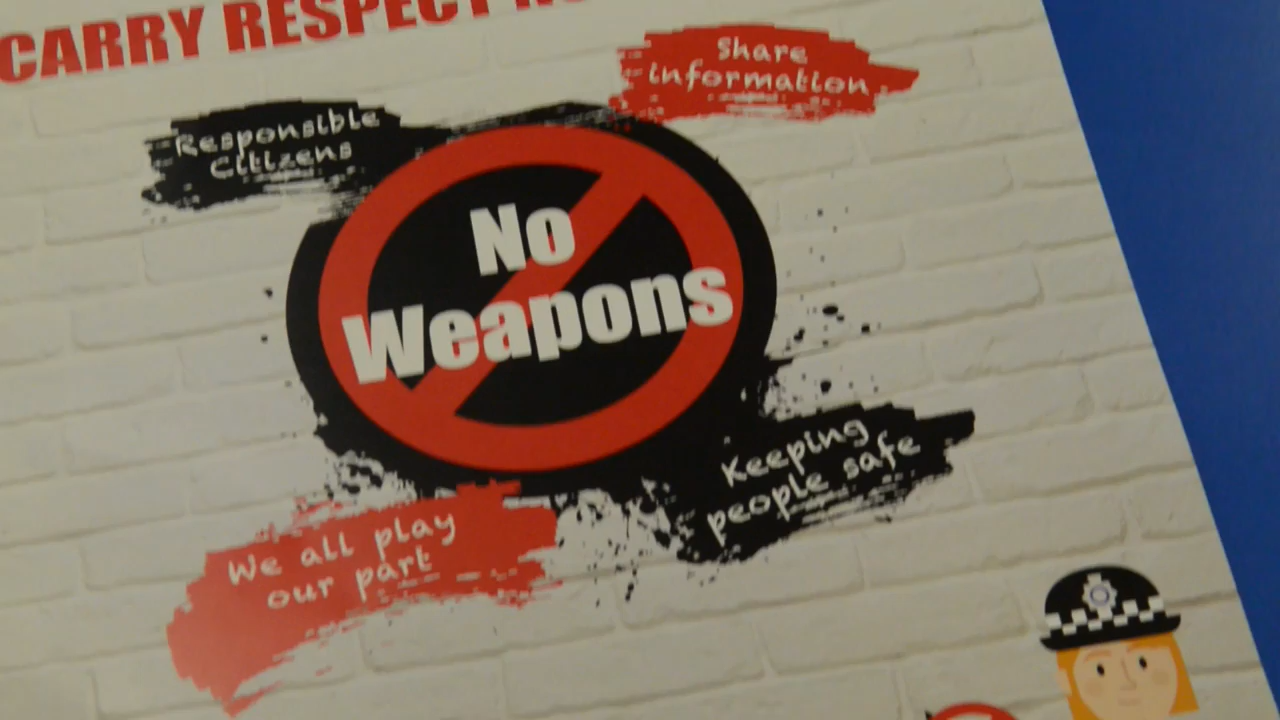 CARRY RESPECT
Share
information
Responsible
Citizens
No
Weapons
Keeping
people safe
We all play
our part